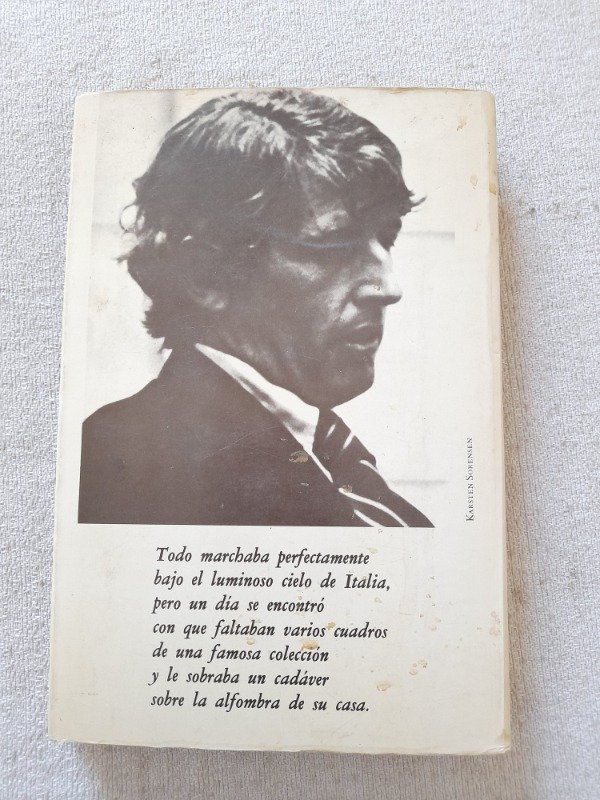 KARSTEN SORENSEN
Todo marchaba perfectamente
bajo el luminoso cielo de Italia,
pero un día se encontró
con que faltaban varios cuadros
de una famosa colección
y le sobraba un cadáver
sobre la alfombra de su casa.